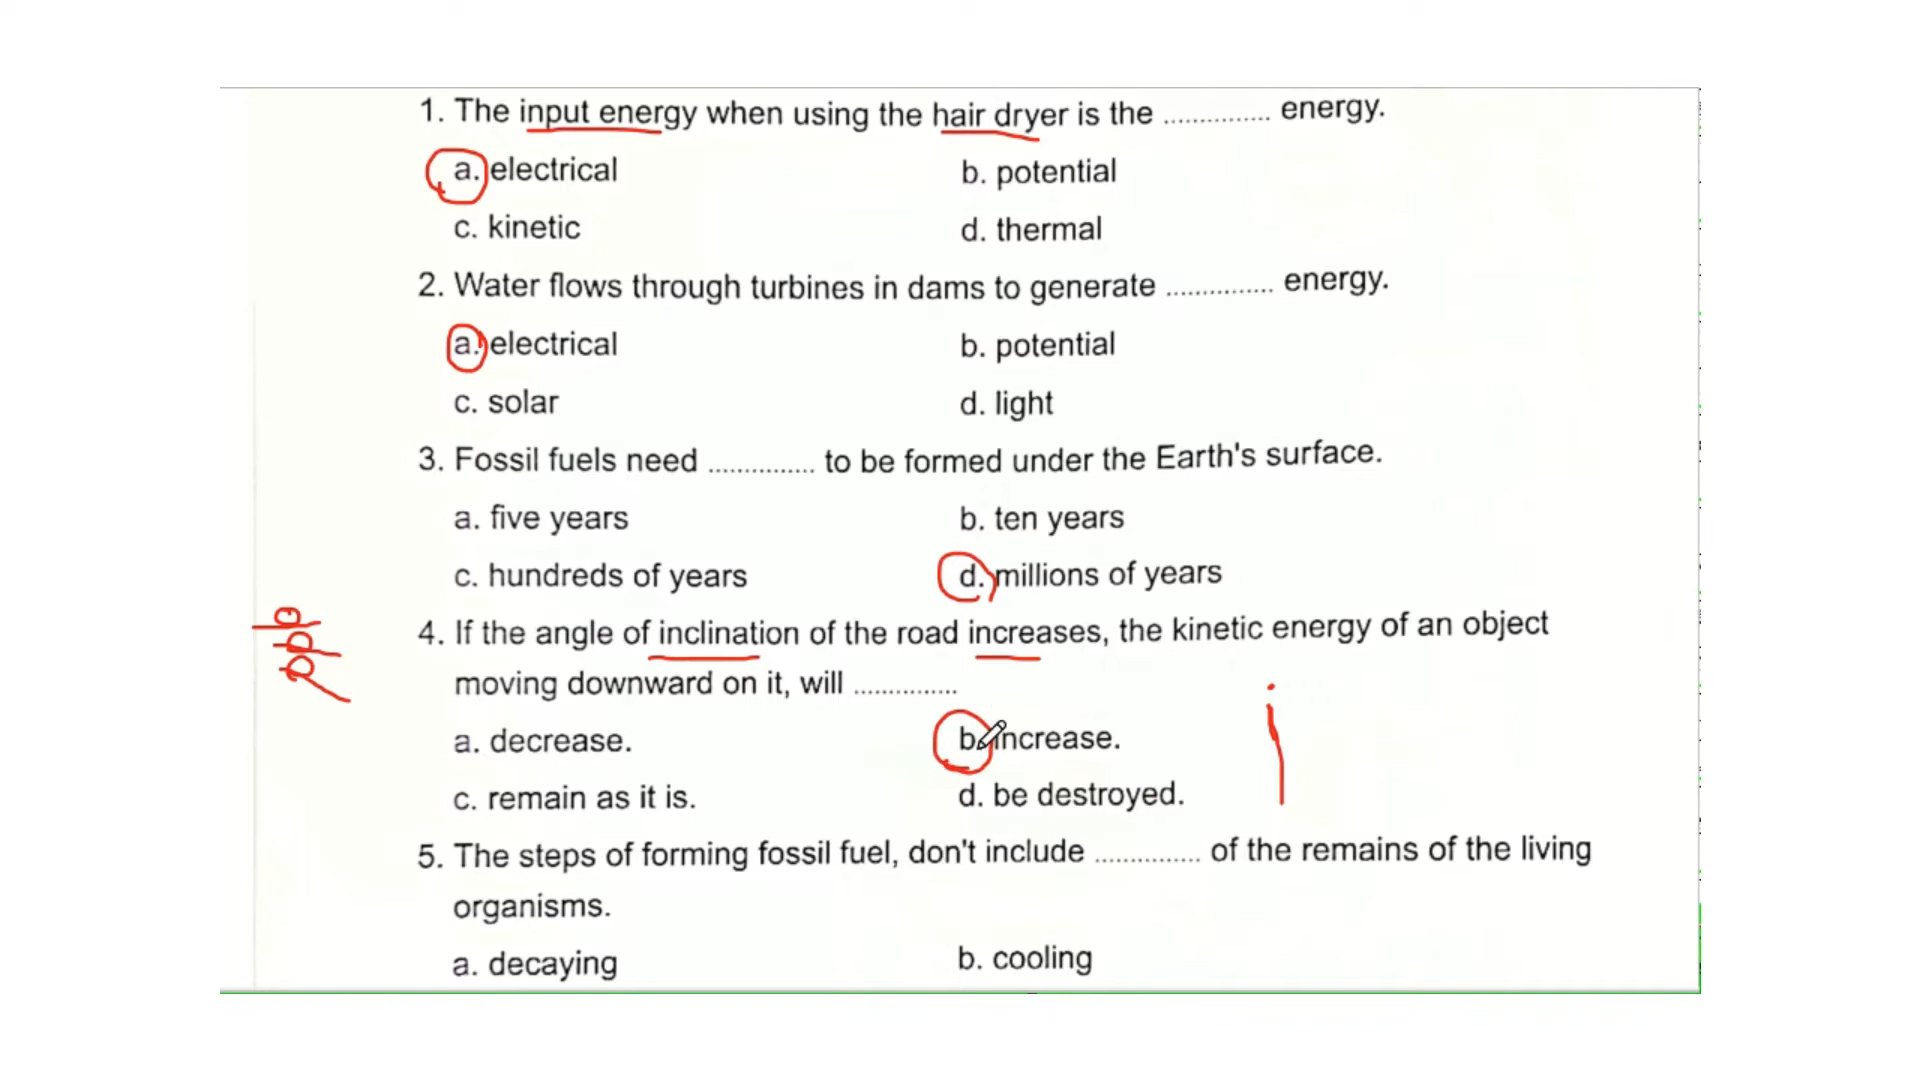 1. The input energy when using the hair dryer is the ............... energy.
a. electrical b. potential
c. kinetic d. thermal
2. Water flows through turbines in dams to generate ............... energy.
a. electrical b. potential
c. solar d. light
3. Fossil fuels need ............... to be formed under the Earth's surface.
a. five years b. ten years
c. hundreds of years d. millions of years
4. If the angle of inclination of the road increases, the kinetic energy of an object
moving downward on it, will ...............
a. decrease. b. increase.
c. remain as it is. d. be destroyed.
5. The steps of forming fossil fuel, don't include ............... of the remains of the living
organisms.
a. decaying b. cooling